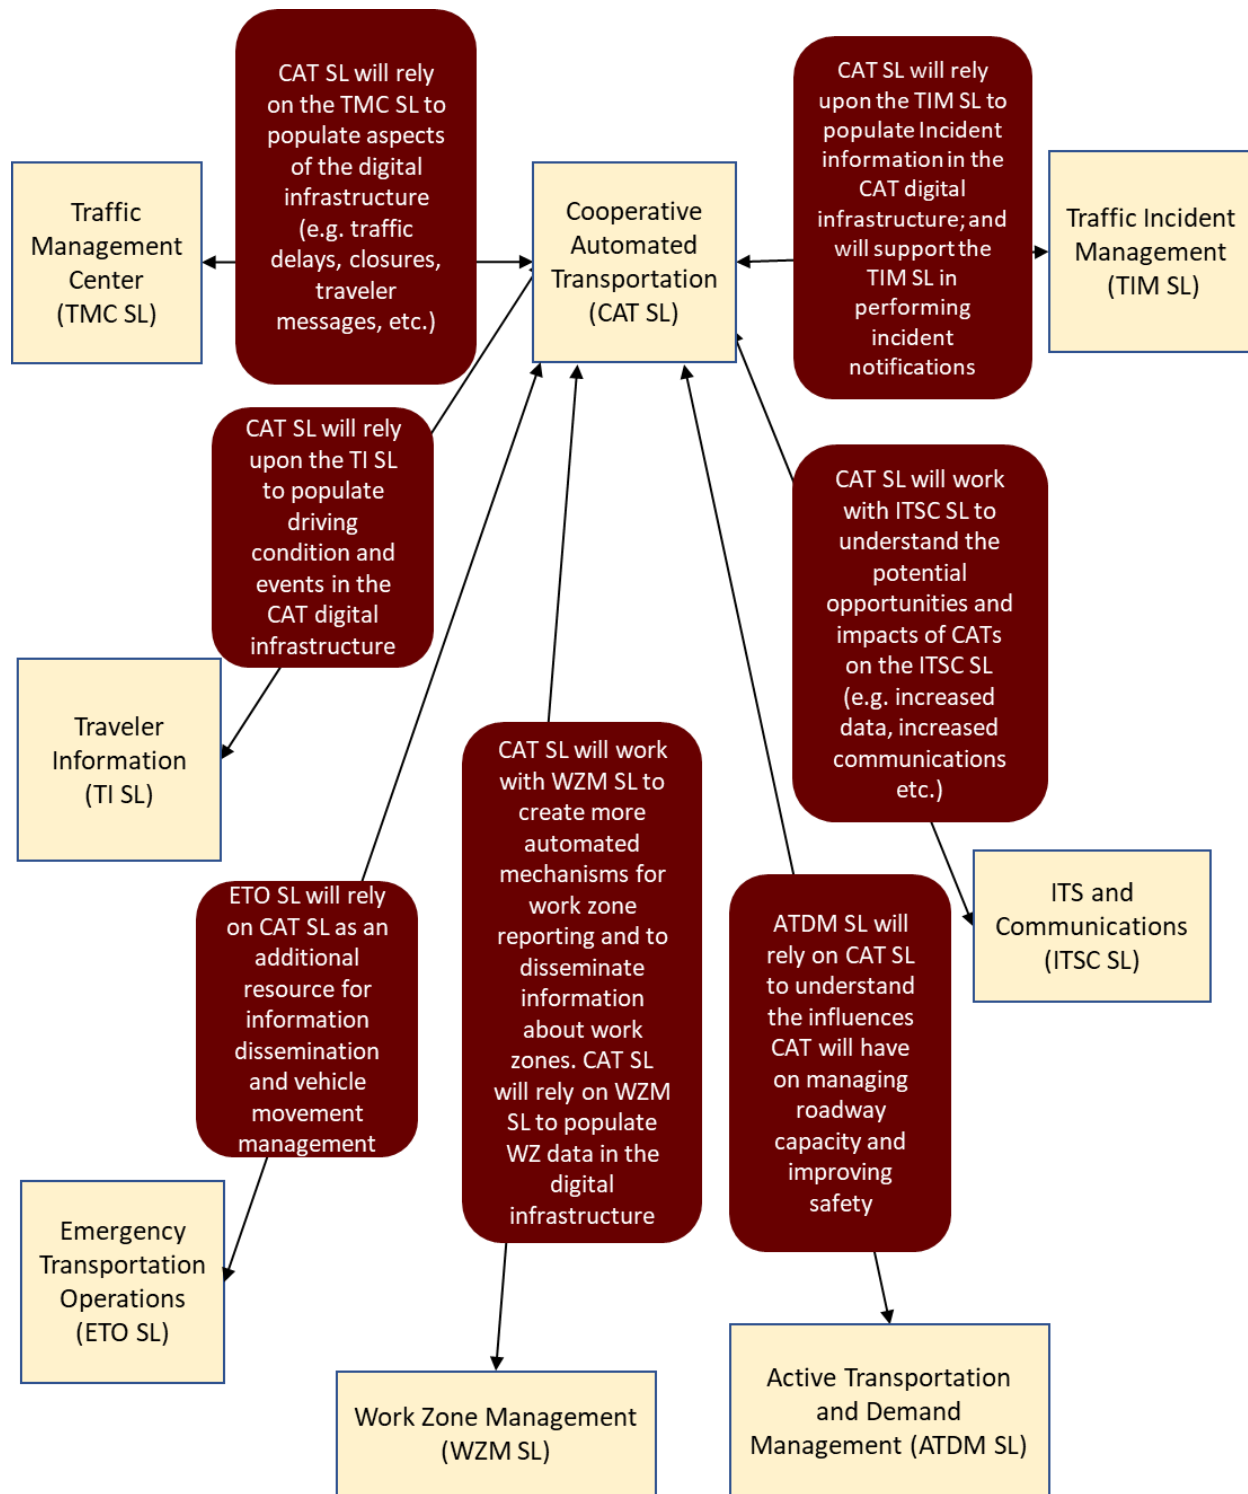 CAT SL will rely
on the TMC SL to
populate aspects
of the digital
infrastructure
(e.g. traffic
delays, closures,
traveler
messages, etc.)
CAT SL will rely
upon the TIM SL to
populate Incident
information in the
CAT digital
infrastructure; and
will support the
TIM SL in
performing
incident
notifications
Traffic
Management
Center
(TMC SL)
Cooperative
Automated
Transportation
(CAT SL)
Traffic Incident
Management
(TIM SL)
CAT SL will rely
upon the TI SL
to populate
driving
condition and
events in the
CAT digital
infrastructure
CAT SL will work
with ITSC SL to
understand the
potential
opportunities and
impacts of CATs
on the ITSC SL
(e.g. increased
data, increased
communications
etc.)
Traveler
Information
(TI SL)
CAT SL will work
with WZM SL to
create more
automated
mechanisms for
work zone
reporting and to
disseminate
information
about work
zones. CAT SL
will rely on WZM
SL to populate
WZ data in the
digital
infrastructure
ETO SL will rely
on CAT SL as an
additional
resource for
information
dissemination
and vehicle
movement
management
ATDM SL will
rely on CAT SL
to understand
the influences
CAT will have
on managing
roadway
capacity and
improving
safety
ITS and
Communications
(ITSC SL)
Emergency
Transportation
Operations
(ETO SL)
Work Zone Management
(WZM SL)
Active Transportation
and Demand
Management (ATDM SL)